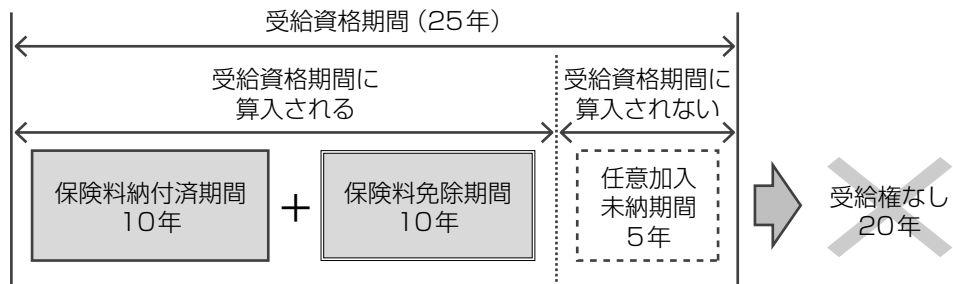 受給資格期間（25年）
受給資格期間に
算入される
受給資格期間に
算入されない
保険料納付済期間
10年
＋
保険料免除期間
10年
任意加入
未納期間
5年
受給権なし
20年